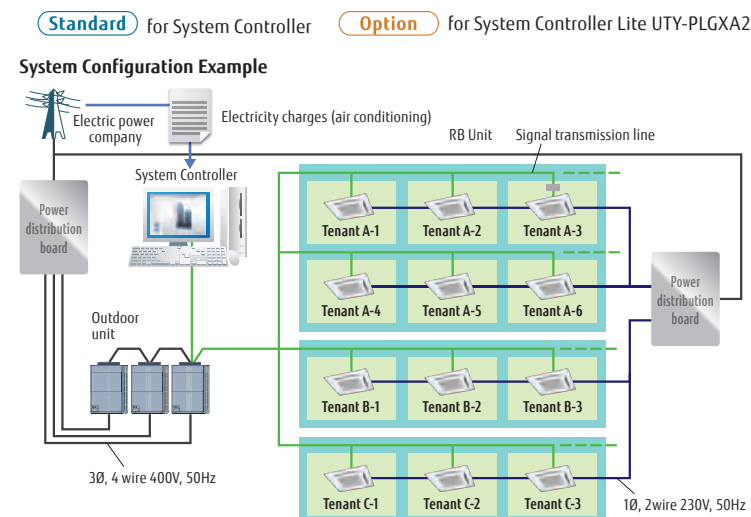 Standard for System Controller Option for System Controller Lite UTY-PLGXA2
System Configuration Example
Electric power
company
Electricity charges (air conditioning)
RB Unit
Signal transmission line
System Controller
Power
distribution
board
Tenant A-1
Tenant A-2
Tenant A-3
Tenant A-4
Tenant A-5
Tenant A-6
Power
distribution
board
Outdoor
unit
Tenant B-1
Tenant B-2
Tenant B-3
3Ø, 4 wire 400V, 50Hz
Tenant C-1
Tenant C-2
Tenant C-3
1Ø, 2wire 230V, 50Hz